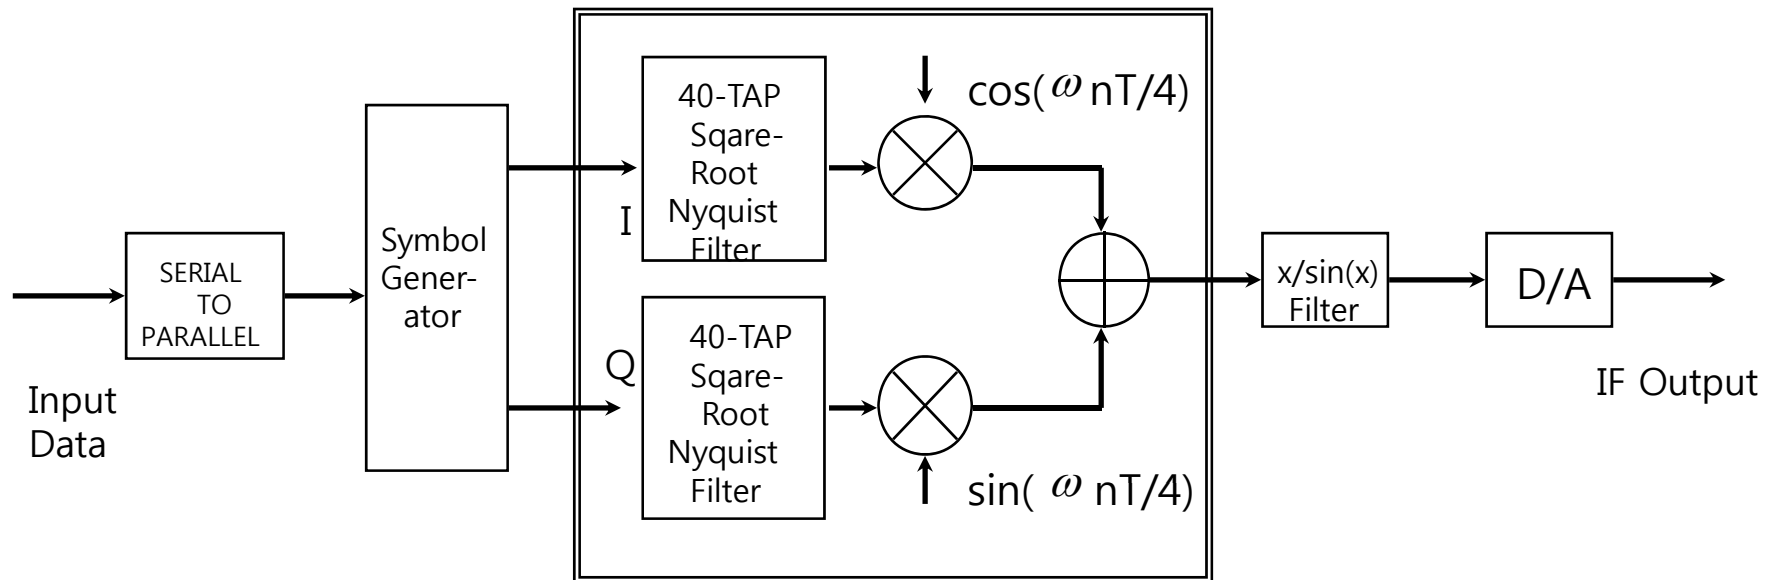 Input
Data
SERIAL
TO
PARALLEL
Symbol
Gener-
ator
I
Q
40-TAP
Sqare-
Root
Nyquist
Filter
cos(ω nT/4)
40-TAP
Sqare-
Root
Nyquist
Filter
sin( ω nT/4)
x/sin(x)
Filter
D/A
IF Output